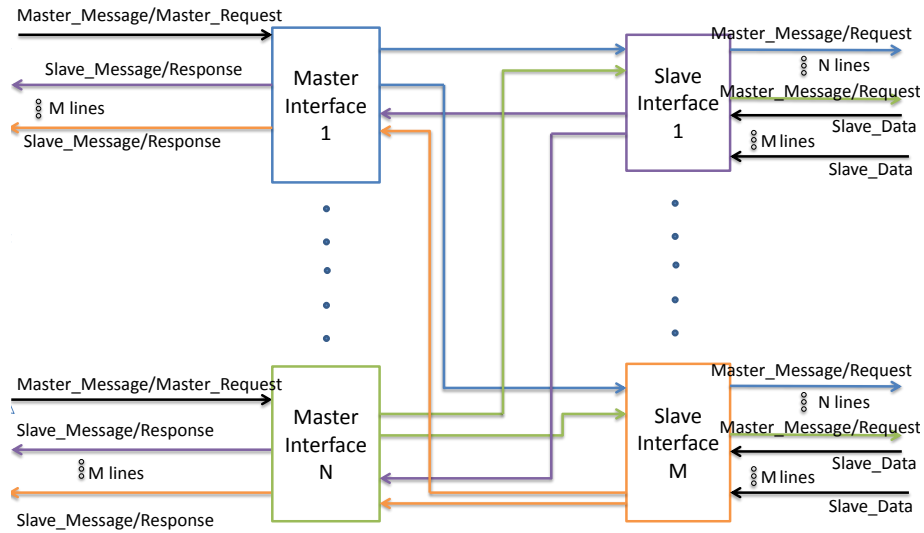 Master_Message/Master_Request
Slave_Message/Response
M lines
Slave_Message/Response
Master
Interface
1
Slave
Interface
1
Master_Message/Request
N lines
Master_Message/Request
Slave_Data
M lines
Slave_Data
Master_Message/Master_Request
Slave_Message/Response
M lines
Slave_Message/Response
Master
Interface
N
Slave
Interface
M
Master_Message/Request
N lines
Master_Message/Request
Slave_Data
M lines
Slave_Data